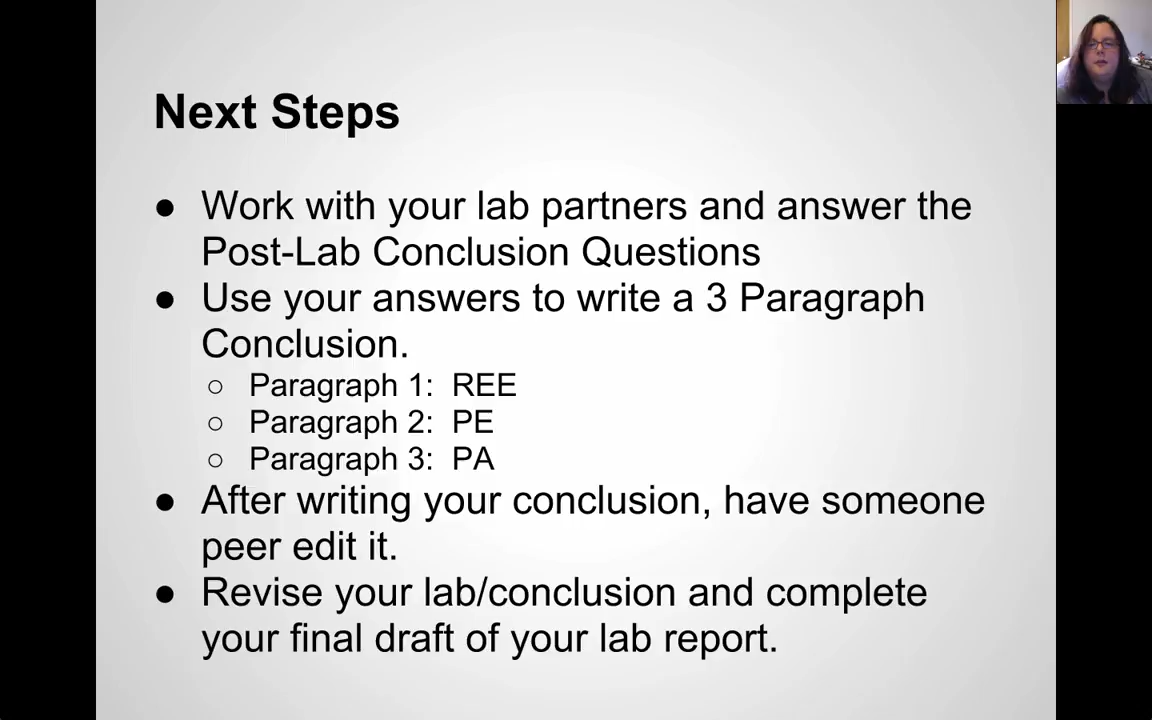 Next Steps
● Work with your lab partners and answer the
Post-Lab Conclusion Questions
● Use your answers to write a 3 Paragraph
Conclusion.
○ Paragraph 1: REE
○ Paragraph 2: PE
○ Paragraph 3: PA
● After writing your conclusion, have someone
peer edit it.
● Revise your lab/conclusion and complete
your final draft of your lab report.